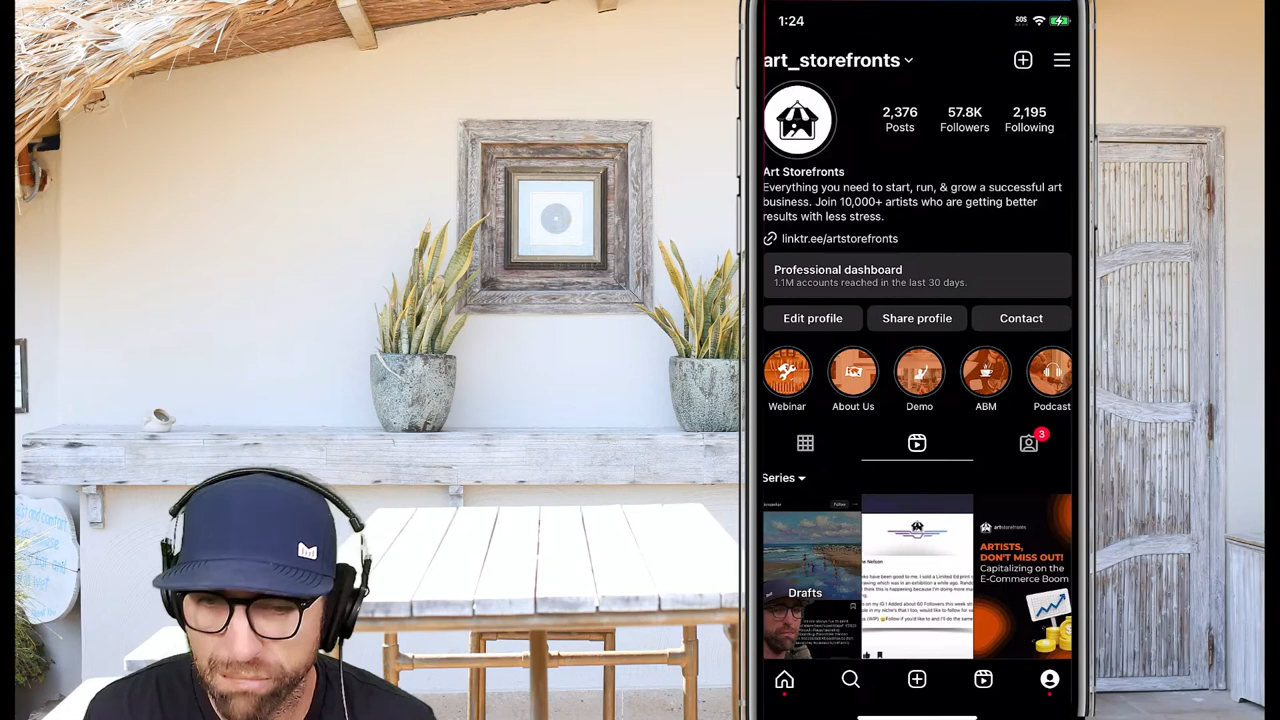 1:24
SOS
art_storefronts
2,376
Posts
57.8K
Followers
2,195
Following
Art Storefronts
Everything you need to start, run, & grow a successful art
business. Join 10,000+ artists who are getting better
results with less stress.
linktr.ee/artstorefronts
Professional dashboard
1.1M accounts reached in the last 30 days.
Edit profile
Share profile
Contact
Webinar
About Us
Demo
ABM
Podcast
3
Series
Follow
Drafts
artstorefronts
ARTISTS,
DON'T MISS OUT!
Capitalizing on the
E-Commerce Boom